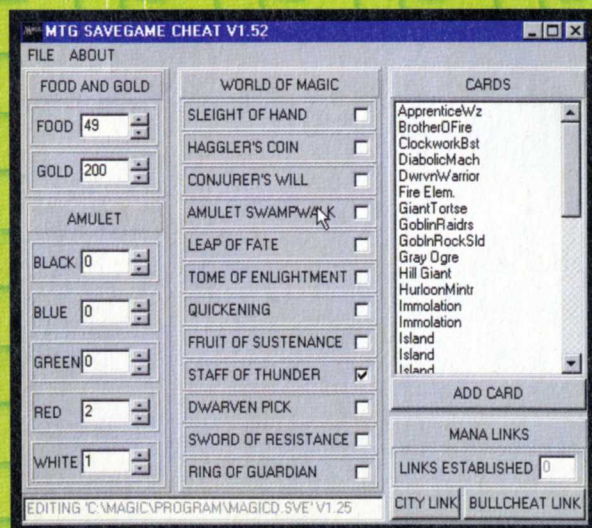 MTG SAVEGAME CHEAT V1.52
FILE ABOUT
FOOD AND GOLD
FOOD 49
GOLD 200
AMULET
BLACK 0
BLUE 0
GREEN 0
RED 2
WHITE 1
WORLD OF MAGIC
SLEIGHT OF HAND
HAGGLER'S COIN
CONJURER'S WILL
AMULET SWAMPWALK
LEAP OF FATE
TOME OF ENLIGHTMENT
QUICKENING
FRUIT OF SUSTENANCE
STAFF OF THUNDER
DWARVEN PICK
SWORD OF RESISTANCE
RING OF GUARDIAN
CARDS
ApprenticeWz
BrotherOFire
ClockworkBst
DiabolicMach
DwrvnWarrior
Fire Elem.
GiantTortse
GoblinRaidrs
GoblnRockSld
Gray Ogre
Hill Giant
HurloonMintr
Immolation
Immolation
Island
Island
Island
ADD CARD
MANA LINKS
LINKS ESTABLISHED 0
CITY LINK BULLCHEAT LINK
EDITING 'C:\MAGIC\PROGRAM\MAGIC0.SVE' V1.25